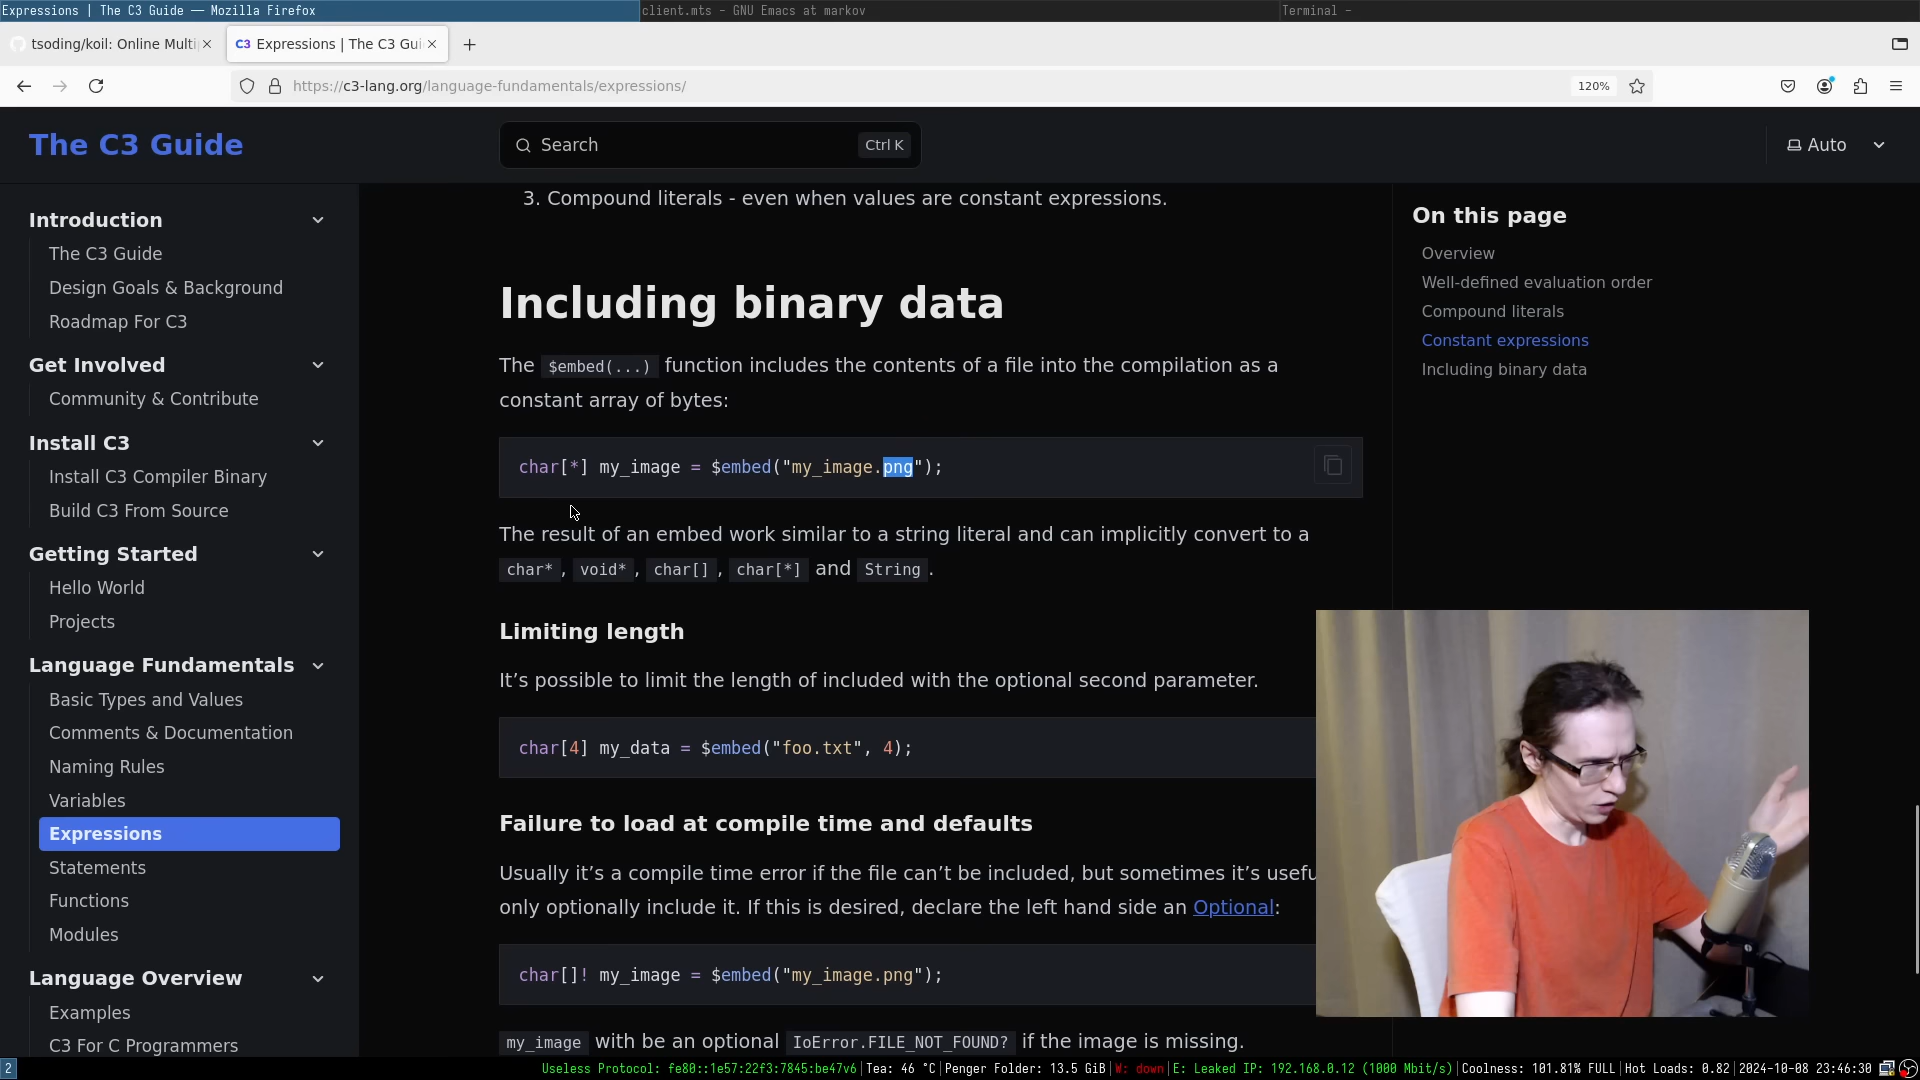 Expressions | The C3 Guide — Mozilla Firefox
client.mts - GNU Emacs at markov
Terminal -
tsoding/koil: Online Multi
C3 Expressions | The C3 Gui
https://c3-lang.org/language-fundamentals/expressions/
120%
The C3 Guide
Search
Ctrl K
Auto
Introduction
The C3 Guide
Design Goals & Background
Roadmap For C3
Get Involved
Community & Contribute
Install C3
Install C3 Compiler Binary
Build C3 From Source
Getting Started
Hello World
Projects
Language Fundamentals
Basic Types and Values
Comments & Documentation
Naming Rules
Variables
Expressions
Statements
Functions
Modules
Language Overview
Examples
C3 For C Programmers
3. Compound literals - even when values are constant expressions.
Including binary data
The $embed(...) function includes the contents of a file into the compilation as a
constant array of bytes:
char[*] my_image = $embed("my_image.png");
The result of an embed work similar to a string literal and can implicitly convert to a
char*, void*, char[], char[*] and String.
Limiting length
It’s possible to limit the length of included with the optional second parameter.
char[4] my_data = $embed("foo.txt", 4);
Failure to load at compile time and defaults
Usually it’s a compile time error if the file can’t be included, but sometimes it’s usefu
only optionally include it. If this is desired, declare the left hand side an Optional:
char[]! my_image = $embed("my_image.png");
my_image with be an optional IoError.FILE_NOT_FOUND? if the image is missing.
On this page
Overview
Well-defined evaluation order
Compound literals
Constant expressions
Including binary data
2
Useless Protocol: fe80::1e57:22f3:7845:be47v6|Tea: 46 °C|Penger Folder: 13.5 GiB|W: down|E: Leaked IP: 192.168.0.12 (1000 Mbit/s)|Coolness: 101.81% FULL|Hot Loads: 0.82|2024-10-08 23:46:30